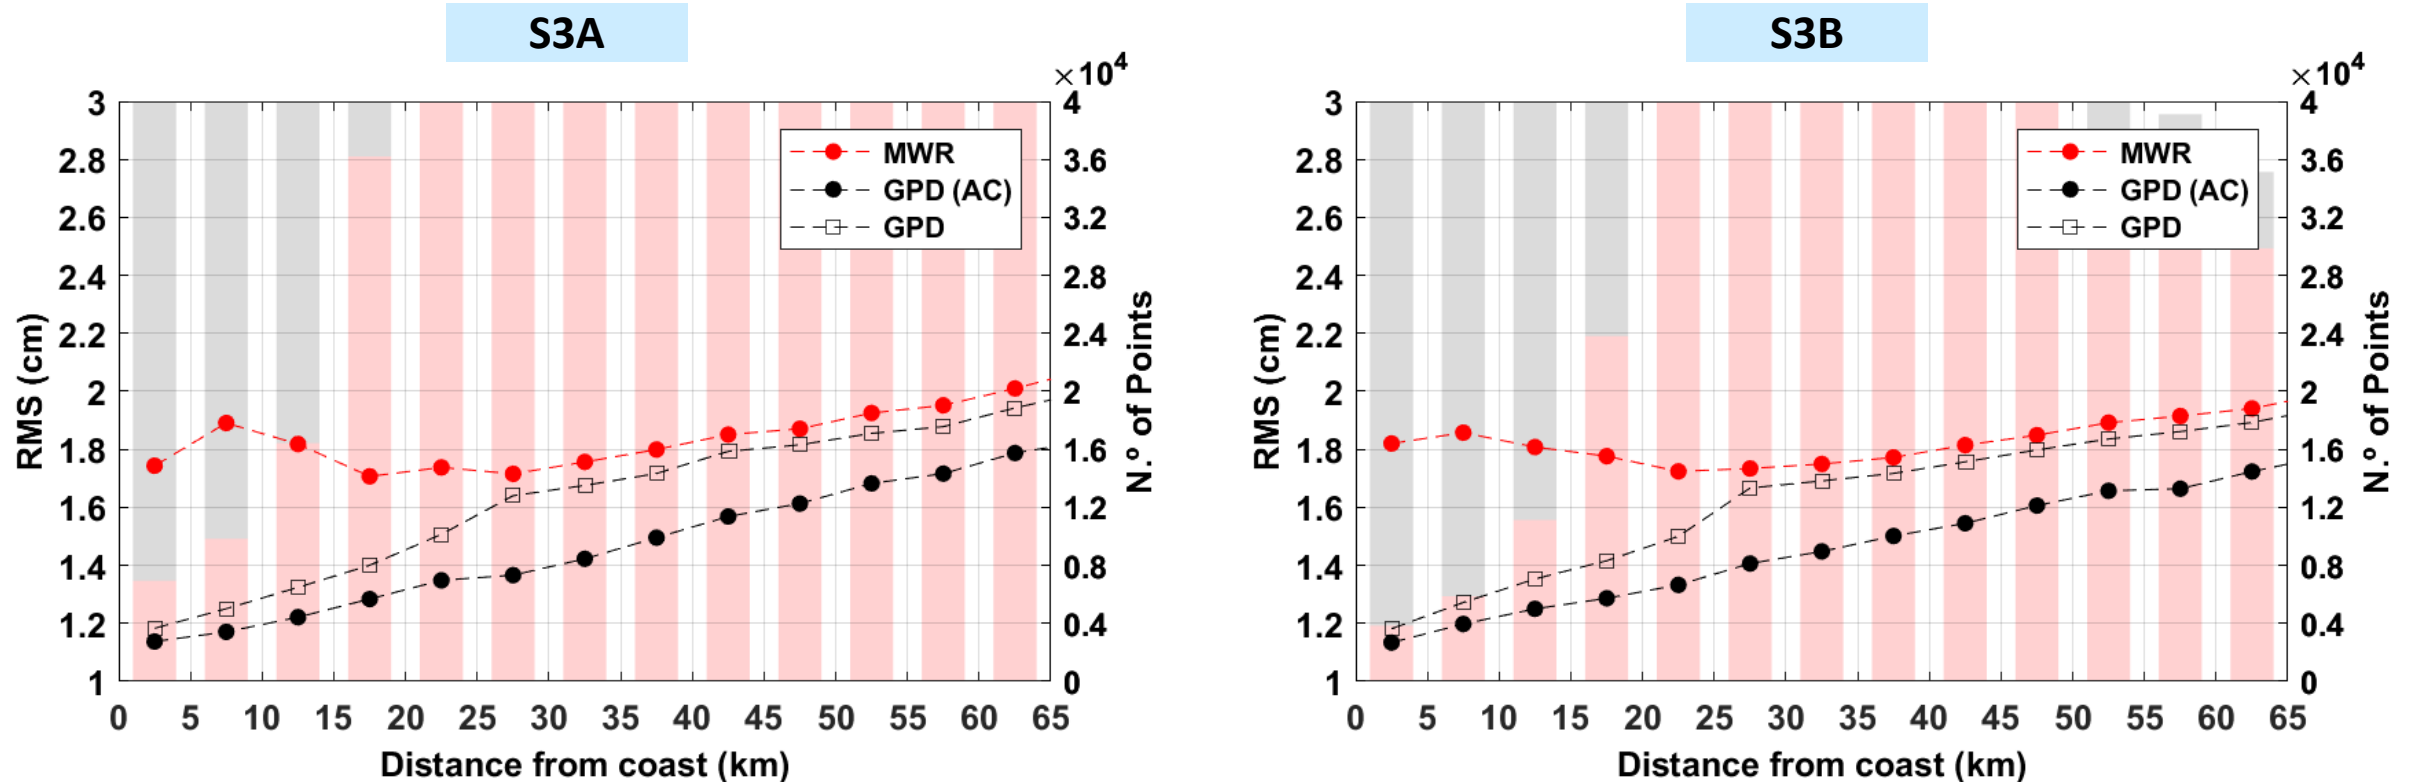 S3A
×10⁴
3
2.8
2.6
2.4
2.2
2
1.8
1.6
1.4
1.2
1
RMS (cm)
MWR
GPD (AC)
GPD
4
3.6
3.2
2.8
2.4
2
1.6
1.2
0.8
0.4
0
N.º of Points
0 5 10 15 20 25 30 35 40 45 50 55 60 65
Distance from coast (km)
S3B
×10⁴
3
2.8
2.6
2.4
2.2
2
1.8
1.6
1.4
1.2
1
RMS (cm)
MWR
GPD (AC)
GPD
4
3.6
3.2
2.8
2.4
2
1.6
1.2
0.8
0.4
0
N.º of Points
0 5 10 15 20 25 30 35 40 45 50 55 60 65
Distance from coast (km)